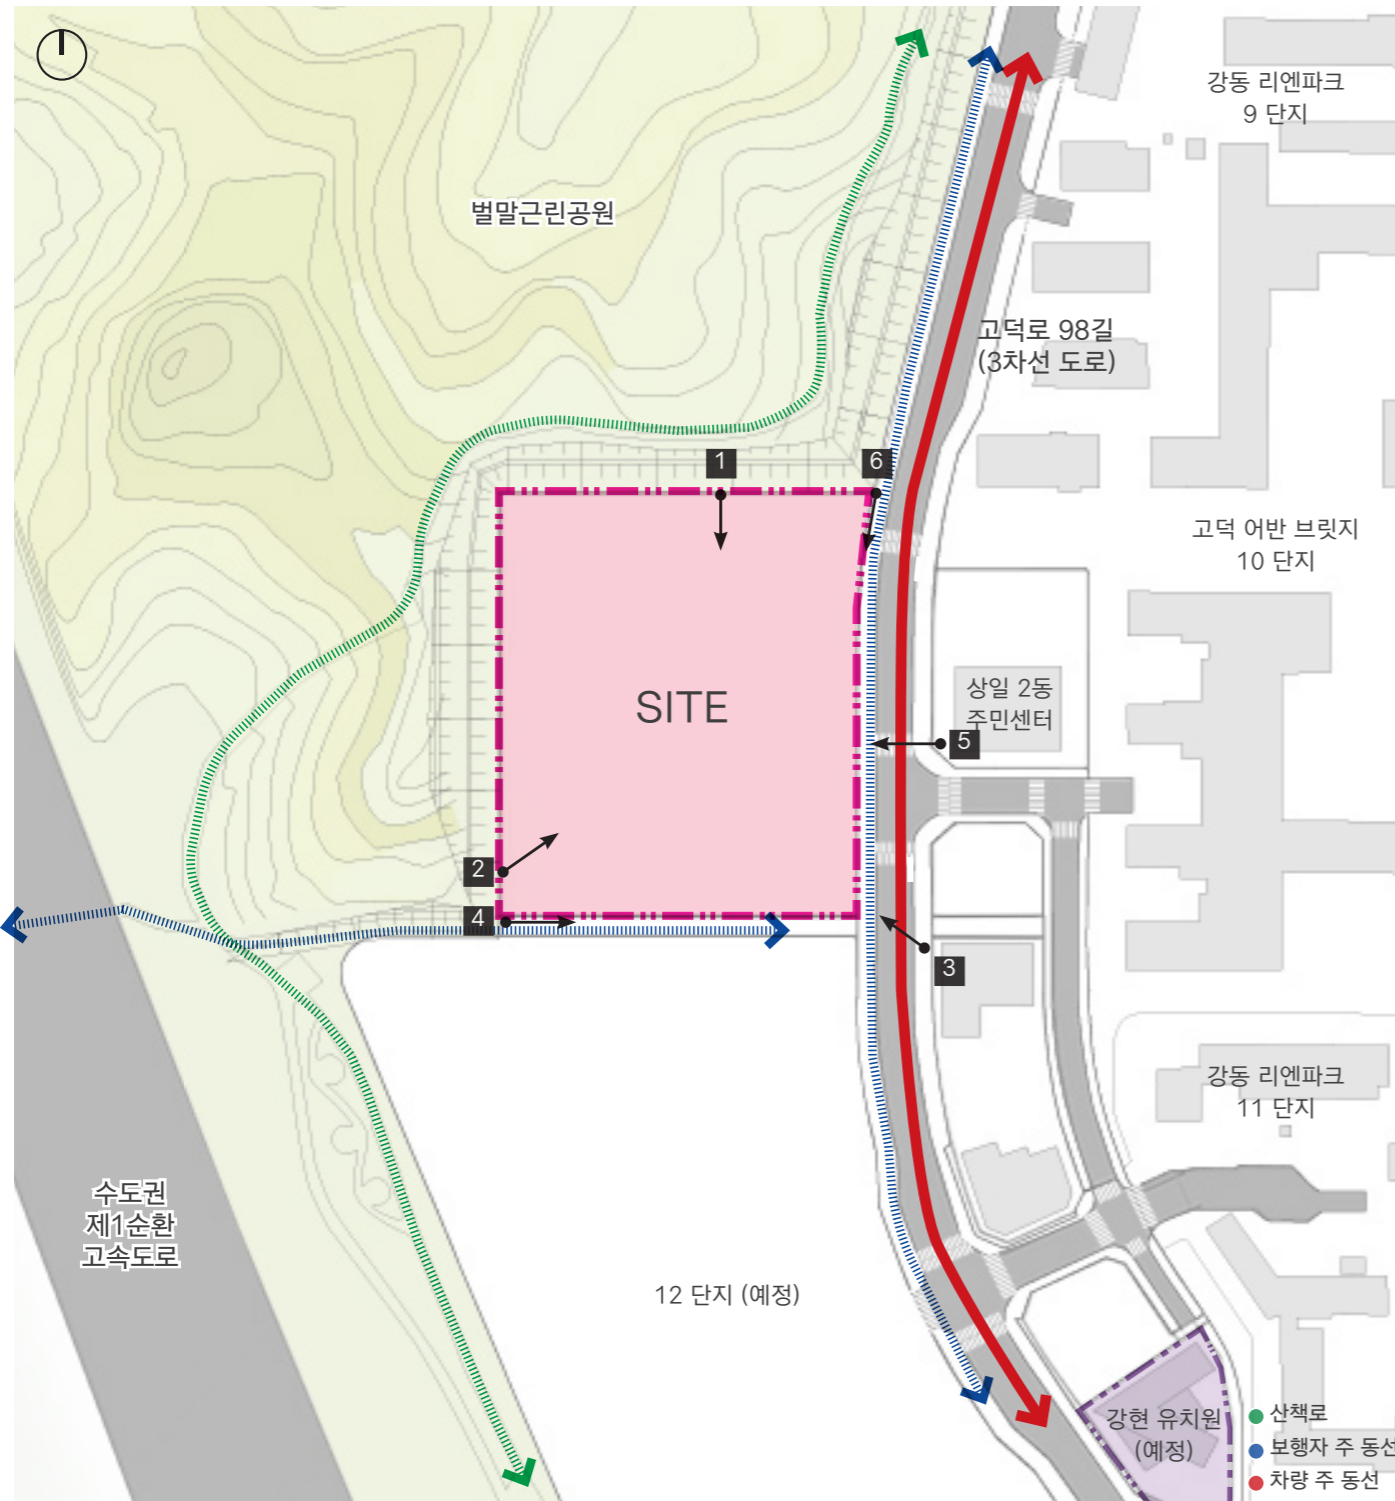 강동 리엔파크
9 단지
벌말근린공원
고덕로 98길
(3차선 도로)
1
6
고덕 어반 브릿지
10 단지
SITE
상일 2동
주민센터
5
2
4
3
강동 리엔파크
11 단지
수도권
제1순환
고속도로
12 단지 (예정)
강현 유치원
(예정)
산책로
보행자 주 동선
차량 주 동선